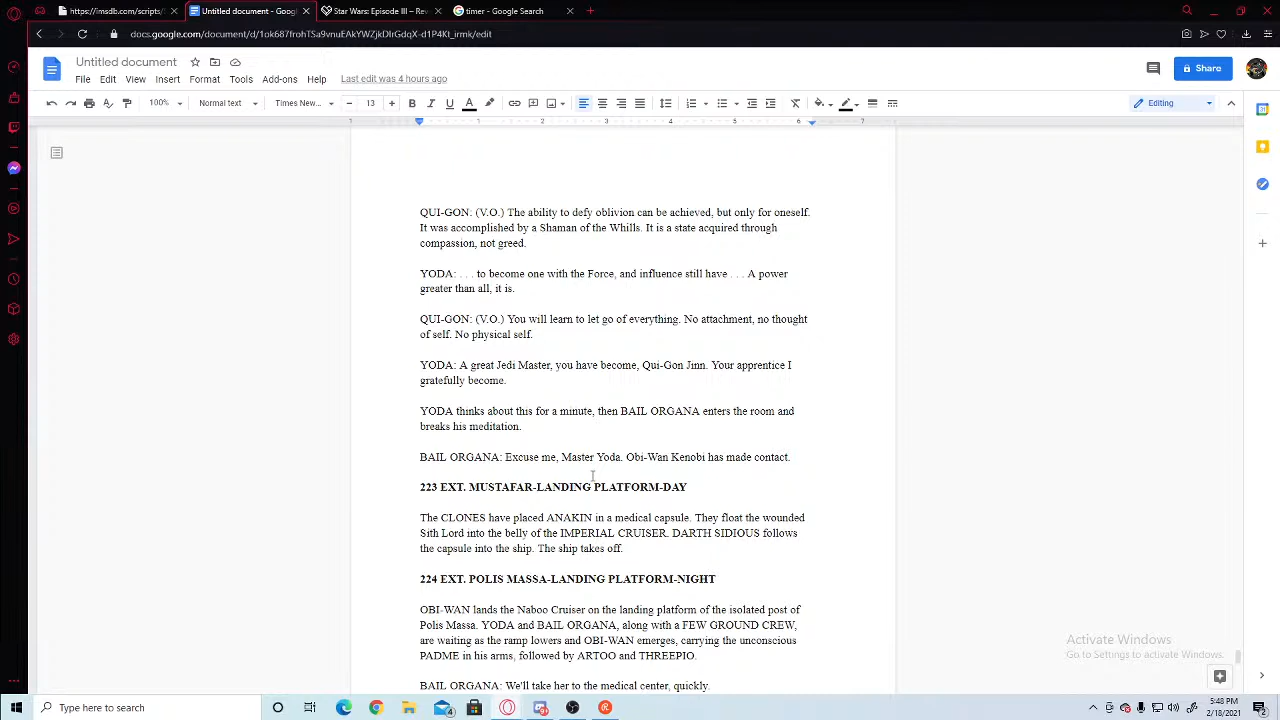 https://imsdb.com/scripts/
Untitled document - Goog
Star Wars: Episode III – Rev
timer - Google Search
docs.google.com/document/d/1ok687frohTSa9vnuEAkYWZjkDIrGdqX-d1P4Kt_irmk/edit
Untitled document
File Edit View Insert Format Tools Add-ons Help Last edit was 4 hours ago
Share
100% Normal text Times New... 13 Editing
1 1 2 3 4 5 6 7
QUI-GON: (V.O.) The ability to defy oblivion can be achieved, but only for oneself.
It was accomplished by a Shaman of the Whills. It is a state acquired through
compassion, not greed.
YODA: . . . to become one with the Force, and influence still have . . . A power
greater than all, it is.
QUI-GON: (V.O.) You will learn to let go of everything. No attachment, no thought
of self. No physical self.
YODA: A great Jedi Master, you have become, Qui-Gon Jinn. Your apprentice I
gratefully become.
YODA thinks about this for a minute, then BAIL ORGANA enters the room and
breaks his meditation.
BAIL ORGANA: Excuse me, Master Yoda. Obi-Wan Kenobi has made contact.
223 EXT. MUSTAFAR-LANDING PLATFORM-DAY
The CLONES have placed ANAKIN in a medical capsule. They float the wounded
Sith Lord into the belly of the IMPERIAL CRUISER. DARTH SIDIOUS follows
the capsule into the ship. The ship takes off.
224 EXT. POLIS MASSA-LANDING PLATFORM-NIGHT
OBI-WAN lands the Naboo Cruiser on the landing platform of the isolated post of
Polis Massa. YODA and BAIL ORGANA, along with a FEW GROUND CREW,
are waiting as the ramp lowers and OBI-WAN emerges, carrying the unconscious
PADME in his arms, followed by ARTOO and THREEPIO.
BAIL ORGANA: We'll take her to the medical center, quickly.
Activate Windows
Go to Settings to activate Windows.
Type here to search
5:48 PM
2/18/2021